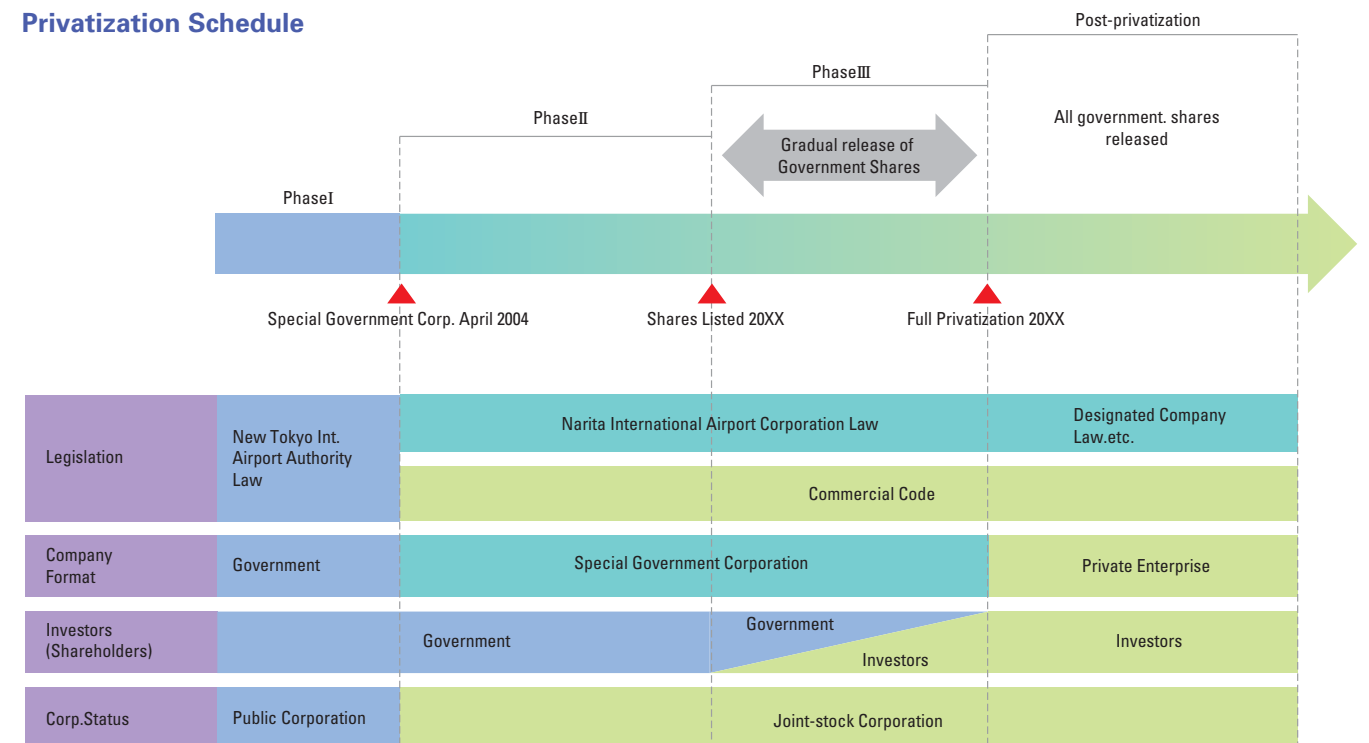 Privatization Schedule
Post-privatization
PhaseⅢ
PhaseⅡ
All government. shares
released
Gradual release of
Government Shares
PhaseⅠ
Special Government Corp. April 2004
Shares Listed 20XX
Full Privatization 20XX
Legislation
New Tokyo Int.
Airport Authority
Law
Narita International Airport Corporation Law
Designated Company
Law.etc.
Commercial Code
Company
Format
Government
Special Government Corporation
Private Enterprise
Investors
(Shareholders)
Government
Government
Investors
Investors
Corp.Status
Public Corporation
Joint-stock Corporation